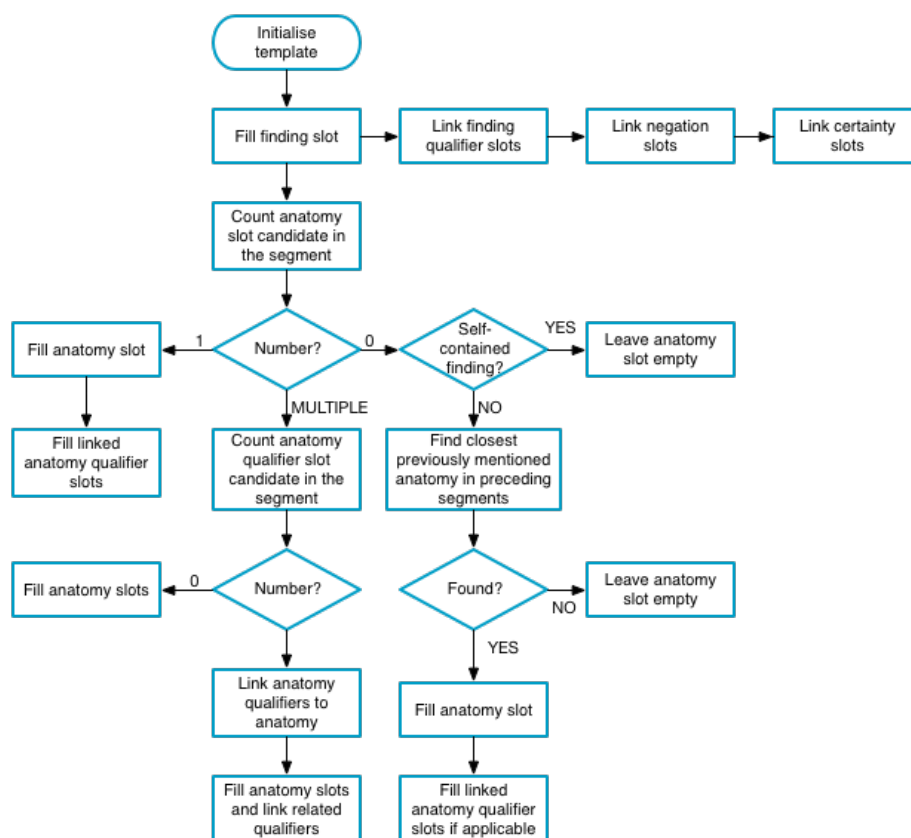 Initialise
template
Fill finding slot
Link finding
qualifier slots
Link negation
slots
Link certainty
slots
Count anatomy
slot candidate in
the segment
Fill anatomy slot
1
Number?
0
Self-
contained
finding?
YES
Leave anatomy
slot empty
MULTIPLE
NO
Fill linked
anatomy qualifier
slots
Count anatomy
qualifier slot
candidate in the
segment
Find closest
previously mentioned
anatomy in preceding
segments
Fill anatomy slots
0
Number?
Found?
NO
Leave anatomy
slot empty
YES
Link anatomy
qualifiers to
anatomy
Fill anatomy slot
Fill anatomy slots
and link related
qualifiers
Fill linked
anatomy qualifier
slots if applicable